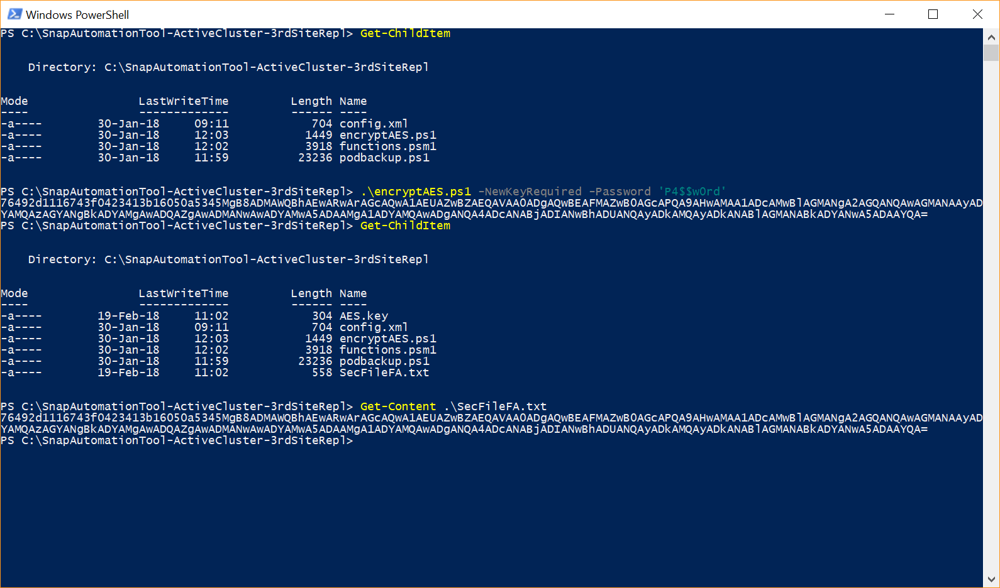 Windows PowerShell
PS C:\SnapAutomationTool-ActiveCluster-3rdSiteRepl> Get-ChildItem
Directory: C:\SnapAutomationTool-ActiveCluster-3rdSiteRepl
Mode LastWriteTime Length Name
---- ------------- ------ ----
-a---- 30-Jan-18 09:11 704 config.xml
-a---- 30-Jan-18 12:03 1449 encryptAES.ps1
-a---- 30-Jan-18 12:02 3918 functions.psm1
-a---- 30-Jan-18 11:59 23236 podbackup.ps1
PS C:\SnapAutomationTool-ActiveCluster-3rdSiteRepl> .\encryptAES.ps1 -NewKeyRequired -Password 'P4$$w0rd'
76492d1116743f0423413b16050a5345MgB8ADMAWQBhAEwARwArAGcAQwA1AEUAZwBZAEQAVAA0ADgAQwBEAFMAZwB0AGcAPQA9AHwAMAA1ADcAMwBlAGMANgA2AGQANQAwAGMANAAyAD
YAMQAzAGYANgBkADYAMgAwADQAZgAwADMANwAwADYAMwA5ADAAMgA1ADYAMQAwADgANQA4ADcANABjADIANwBhADUANQAyADkAMQAyADkANABlAGMANABkADYANwA5ADAAYQA=
PS C:\SnapAutomationTool-ActiveCluster-3rdSiteRepl> Get-ChildItem
Directory: C:\SnapAutomationTool-ActiveCluster-3rdSiteRepl
Mode LastWriteTime Length Name
---- ------------- ------ ----
-a---- 19-Feb-18 11:02 304 AES.key
-a---- 30-Jan-18 09:11 704 config.xml
-a---- 30-Jan-18 12:03 1449 encryptAES.ps1
-a---- 30-Jan-18 12:02 3918 functions.psm1
-a---- 30-Jan-18 11:59 23236 podbackup.ps1
-a---- 19-Feb-18 11:02 558 SecFileFA.txt
PS C:\SnapAutomationTool-ActiveCluster-3rdSiteRepl> Get-Content .\SecFileFA.txt
76492d1116743f0423413b16050a5345MgB8ADMAWQBhAEwARwArAGcAQwA1AEUAZwBZAEQAVAA0ADgAQwBEAFMAZwB0AGcAPQA9AHwAMAA1ADcAMwBlAGMANgA2AGQANQAwAGMANAAyAD
YAMQAzAGYANgBkADYAMgAwADQAZgAwADMANwAwADYAMwA5ADAAMgA1ADYAMQAwADgANQA4ADcANABjADIANwBhADUANQAyADkAMQAyADkANABlAGMANABkADYANwA5ADAAYQA=
PS C:\SnapAutomationTool-ActiveCluster-3rdSiteRepl>